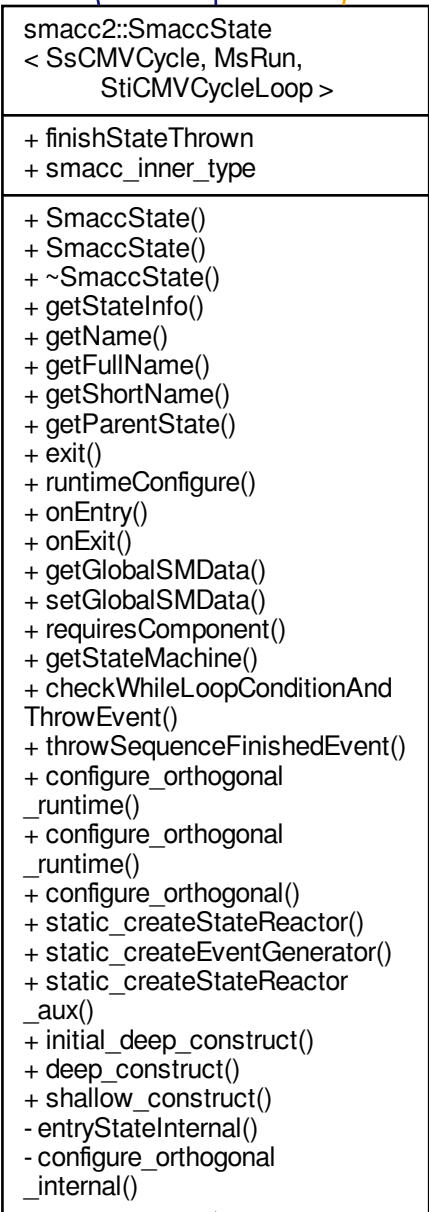 smacc2::SmaccState
< SsCMVCycle, MsRun,
StiCMVCycleLoop >
+ finishStateThrown
+ smacc_inner_type
+ SmaccState()
+ SmaccState()
+ ~SmaccState()
+ getStateInfo()
+ getName()
+ getFullName()
+ getShortName()
+ getParentState()
+ exit()
+ runtimeConfigure()
+ onEntry()
+ onExit()
+ getGlobalSMData()
+ setGlobalSMData()
+ requiresComponent()
+ getStateMachine()
+ checkWhileLoopConditionAnd
ThrowEvent()
+ throwSequenceFinishedEvent()
+ configure_orthogonal
_runtime()
+ configure_orthogonal
_runtime()
+ configure_orthogonal()
+ static_createStateReactor()
+ static_createEventGenerator()
+ static_createStateReactor
_aux()
+ initial_deep_construct()
+ deep_construct()
+ shallow_construct()
- entryStateInternal()
- configure_orthogonal
_internal()